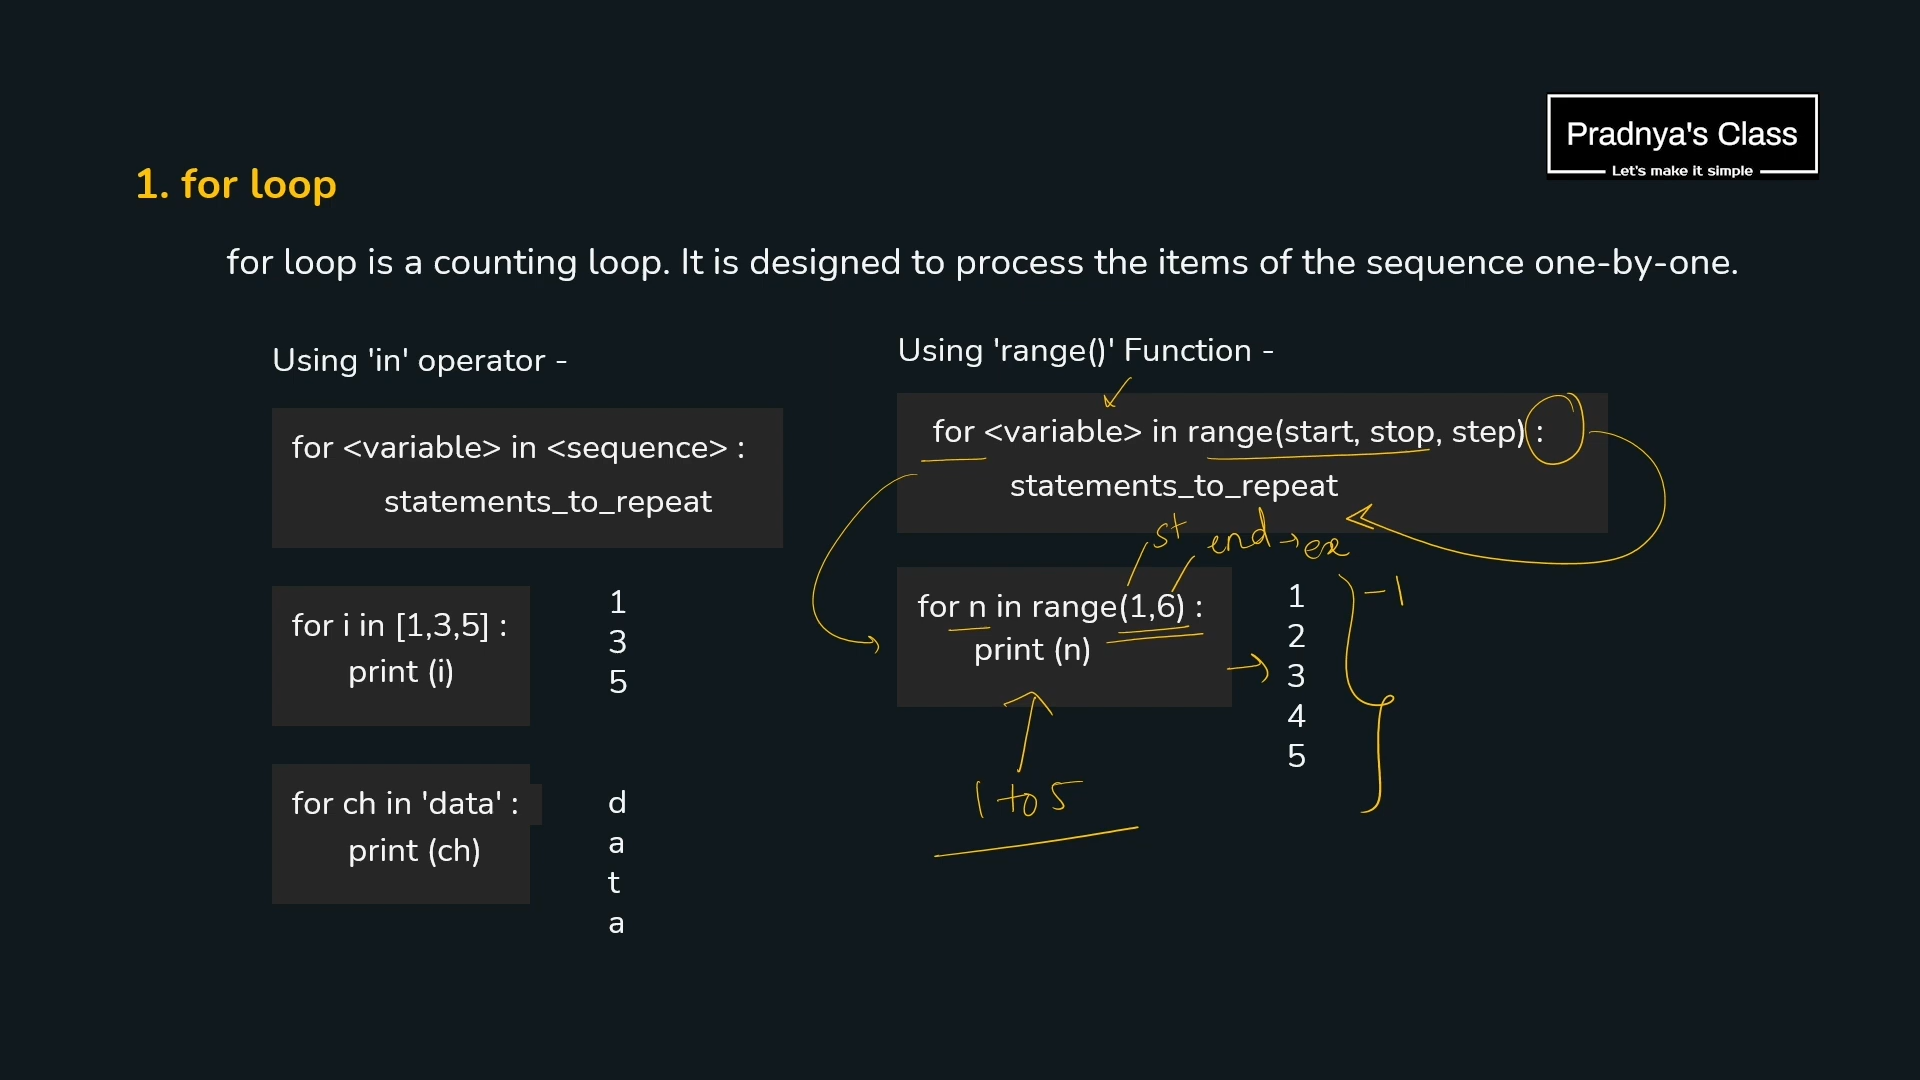 Pradnya's Class
Let's make it simple
1. for loop
for loop is a counting loop. It is designed to process the items of the sequence one-by-one.
Using 'in' operator -
for <variable> in <sequence> :
statements_to_repeat
for i in [1,3,5] :
print (i)
1
3
5
for ch in 'data' :
print (ch)
d
a
t
a
Using 'range()' Function -
for <variable> in range(start, stop, step) :
statements_to_repeat
st end → ex
for n in range(1,6) :
print (n)
1
2
3
4
5
-1
1 to 5